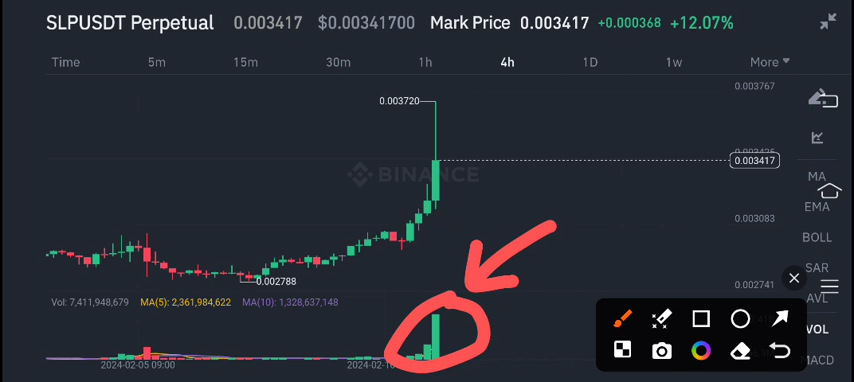 SLPUSDT Perpetual 0.003417 $0.00341700 Mark Price 0.003417 +0.000368 +12.07%
Time 5m 15m 30m 1h 4h 1D 1w More
0.003767
0.003720
0.003417
BINANCE
MA
EMA
0.003083
BOLL
SAR
0.002788
0.002741
AVL
Vol: 7,411,948,679 MA(5): 2,361,984,622 MA(10): 1,328,637,148
VOL
MACD
2024-02-05 09:00